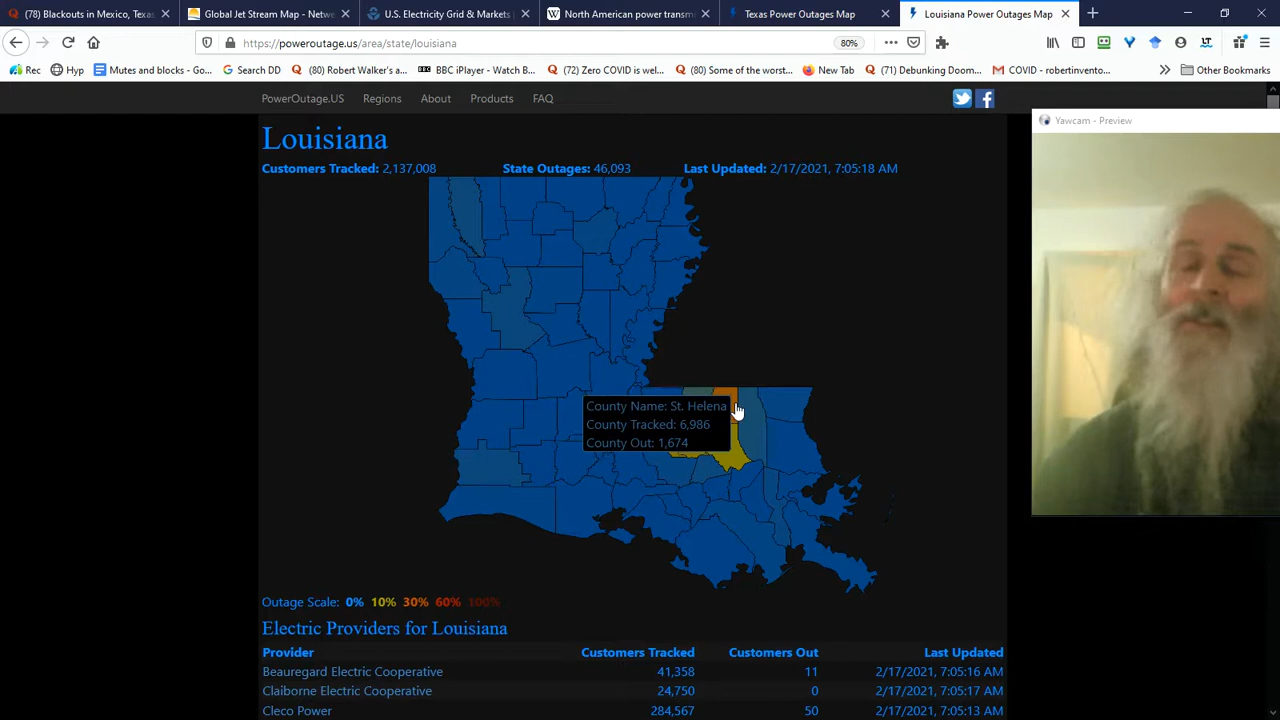 (78) Blackouts in Mexico, Texas
Global Jet Stream Map - Netwe
U.S. Electricity Grid & Markets |
North American power transm
Texas Power Outages Map
Louisiana Power Outages Map
https://poweroutage.us/area/state/louisiana
80%
Rec
Hyp
Mutes and blocks - Go...
Search DD
(80) Robert Walker's a...
BBC iPlayer - Watch B...
(72) Zero COVID is wel...
(80) Some of the worst...
New Tab
(71) Debunking Doom...
COVID - robertinvento...
Other Bookmarks
PowerOutage.US
Regions
About
Products
FAQ
Yawcam - Preview
Louisiana
Customers Tracked: 2,137,008
State Outages: 46,093
Last Updated: 2/17/2021, 7:05:18 AM
County Name: St. Helena
County Tracked: 6,986
County Out: 1,674
Outage Scale: 0% 10% 30% 60% 100%
Electric Providers for Louisiana
Provider Customers Tracked Customers Out Last Updated
Beauregard Electric Cooperative 41,358 11 2/17/2021, 7:05:16 AM
Claiborne Electric Cooperative 24,750 0 2/17/2021, 7:05:17 AM
Cleco Power 284,567 50 2/17/2021, 7:05:13 AM